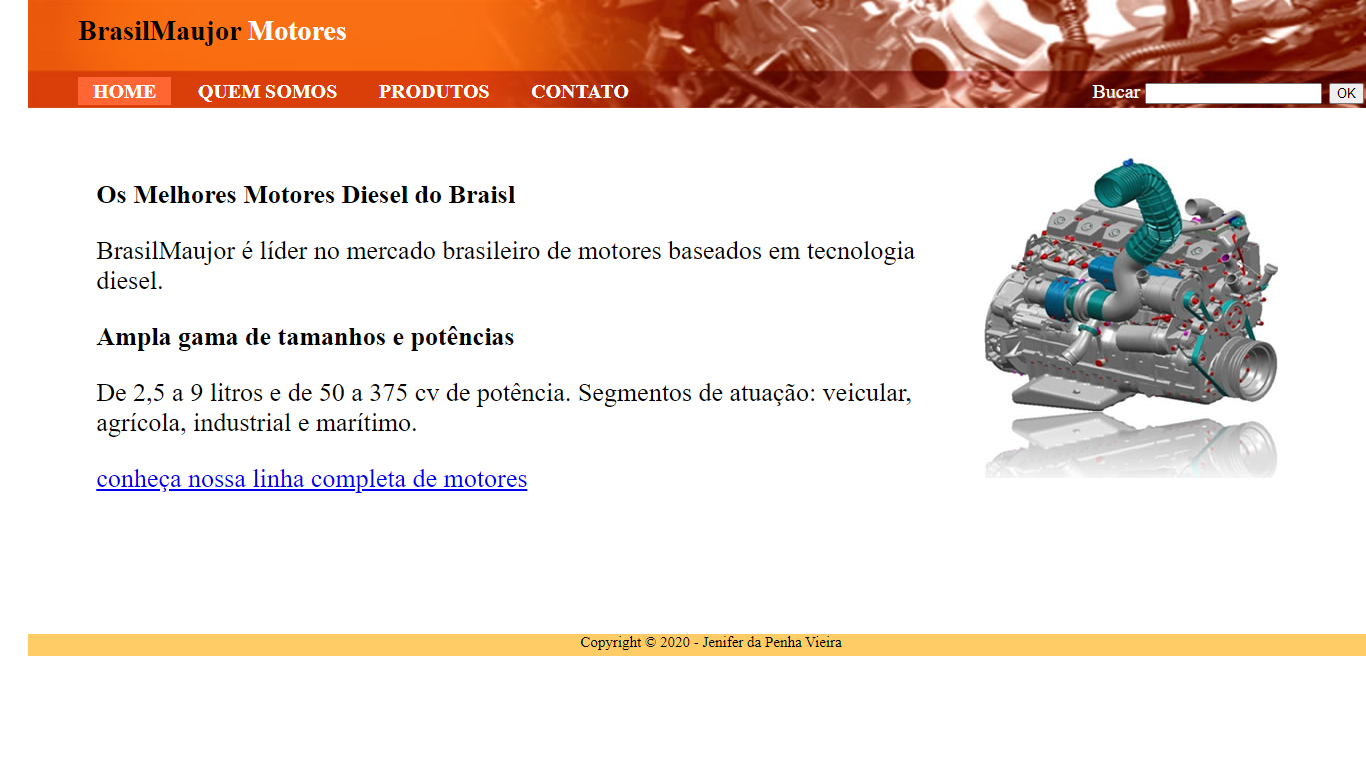 BrasilMaujor Motores
HOME QUEM SOMOS PRODUTOS CONTATO Bucar OK
Os Melhores Motores Diesel do Braisl
BrasilMaujor é líder no mercado brasileiro de motores baseados em tecnologia
diesel.
Ampla gama de tamanhos e potências
De 2,5 a 9 litros e de 50 a 375 cv de potência. Segmentos de atuação: veicular,
agrícola, industrial e marítimo.
conheça nossa linha completa de motores
Copyright © 2020 - Jenifer da Penha Vieira